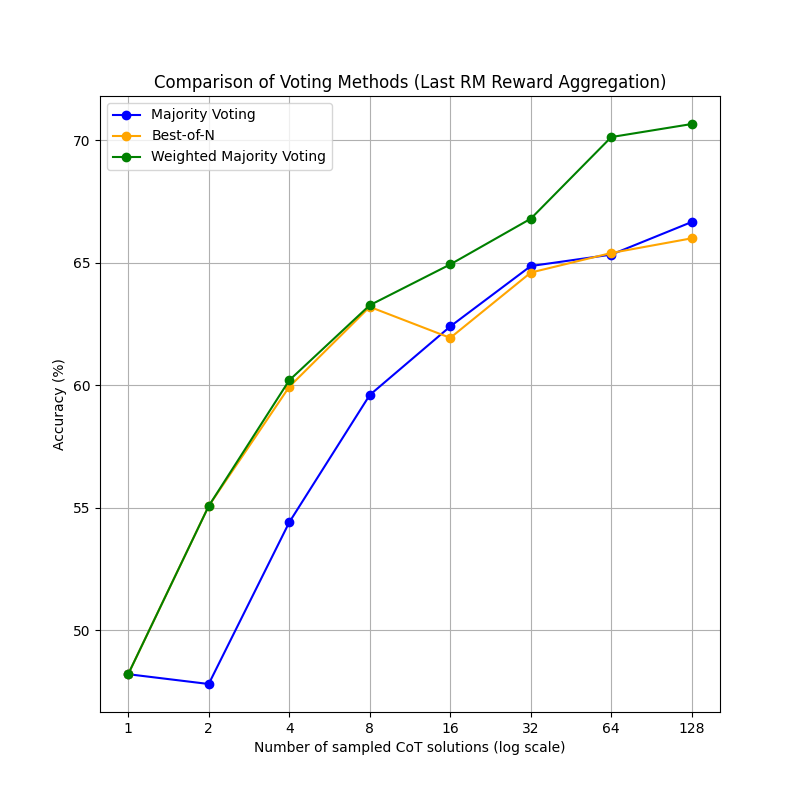 Comparison of Voting Methods (Last RM Reward Aggregation)
Majority Voting
Best-of-N
Weighted Majority Voting
Accuracy (%)
70
65
60
55
50
1 2 4 8 16 32 64 128
Number of sampled CoT solutions (log scale)